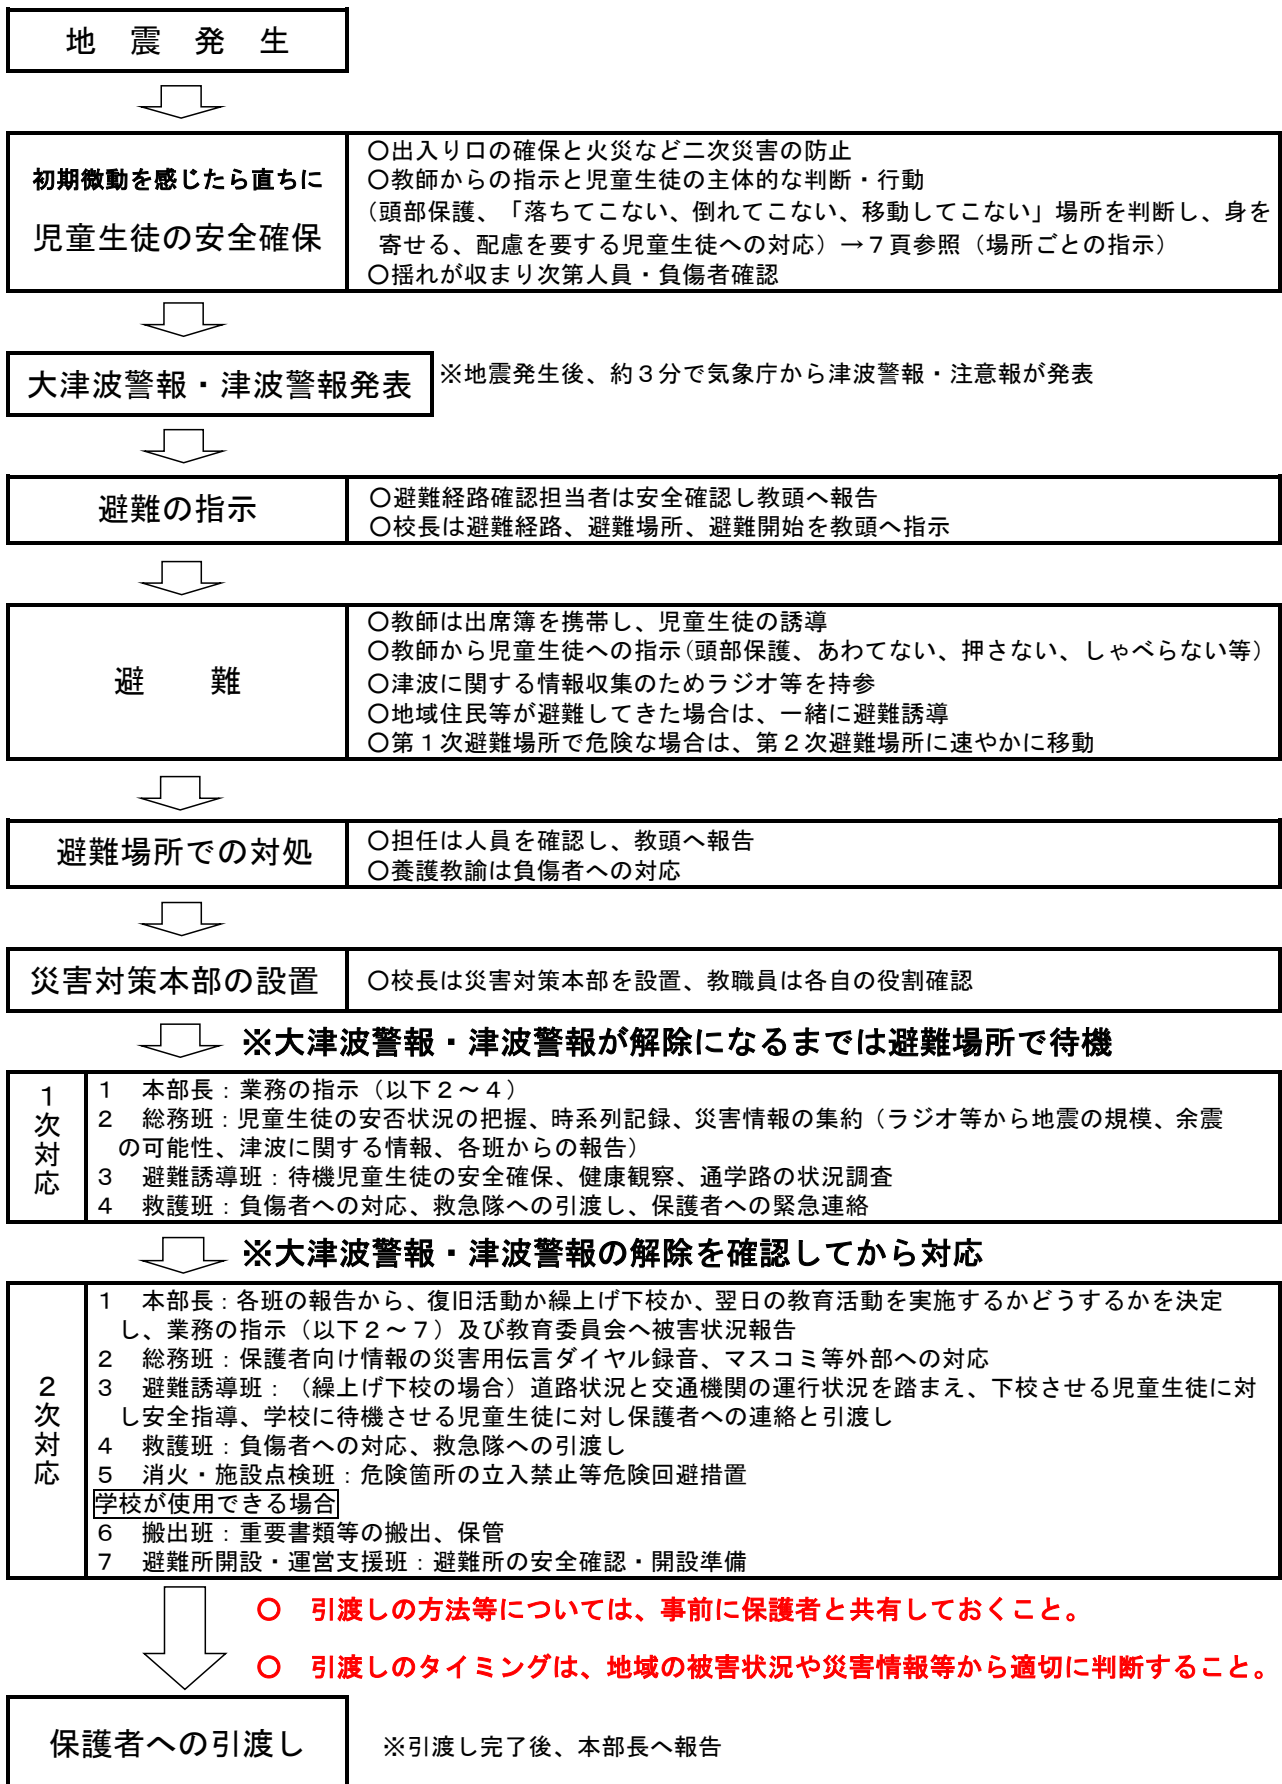 地　震　発　生
初期微動を感じたら直ちに
児童生徒の安全確保
○出入り口の確保と火災など二次災害の防止
○教師からの指示と児童生徒の主体的な判断・行動
（頭部保護、「落ちてこない、倒れてこない、移動してこない」場所を判断し、身を
寄せる、配慮を要する児童生徒への対応）→７頁参照（場所ごとの指示）
○揺れが収まり次第人員・負傷者確認
大津波警報・津波警報発表
※地震発生後、約３分で気象庁から津波警報・注意報が発表
避難の指示
○避難経路確認担当者は安全確認し教頭へ報告
○校長は避難経路、避難場所、避難開始を教頭へ指示
避　　難
○教師は出席簿を携帯し、児童生徒の誘導
○教師から児童生徒への指示（頭部保護、あわてない、押さない、しゃべらない等）
○津波に関する情報収集のためラジオ等を持参
○地域住民等が避難してきた場合は、一緒に避難誘導
○第１次避難場所で危険な場合は、第２次避難場所に速やかに移動
避難場所での対処
○担任は人員を確認し、教頭へ報告
○養護教諭は負傷者への対応
災害対策本部の設置
○校長は災害対策本部を設置、教職員は各自の役割確認
※大津波警報・津波警報が解除になるまでは避難場所で待機
１次対応
１　本部長：業務の指示（以下２～４）
２　総務班：児童生徒の安否状況の把握、時系列記録、災害情報の集約（ラジオ等から地震の規模、余震
の可能性、津波に関する情報、各班からの報告）
３　避難誘導班：待機児童生徒の安全確保、健康観察、通学路の状況調査
４　救護班：負傷者への対応、救急隊への引渡し、保護者への緊急連絡
※大津波警報・津波警報の解除を確認してから対応
２次対応
１　本部長：各班の報告から、復旧活動か繰上げ下校か、翌日の教育活動を実施するかどうするかを決定
し、業務の指示（以下２～７）及び教育委員会へ被害状況報告
２　総務班：保護者向け情報の災害用伝言ダイヤル録音、マスコミ等外部への対応
３　避難誘導班：（繰上げ下校の場合）道路状況と交通機関の運行状況を踏まえ、下校させる児童生徒に対
し安全指導、学校に待機させる児童生徒に対し保護者への連絡と引渡し
４　救護班：負傷者への対応、救急隊への引渡し
５　消火・施設点検班：危険箇所の立入禁止等危険回避措置
学校が使用できる場合
６　搬出班：重要書類等の搬出、保管
７　避難所開設・運営支援班：避難所の安全確認・開設準備
○　引渡しの方法等については、事前に保護者と共有しておくこと。
○　引渡しのタイミングは、地域の被害状況や災害情報等から適切に判断すること。
保護者への引渡し
※引渡し完了後、本部長へ報告